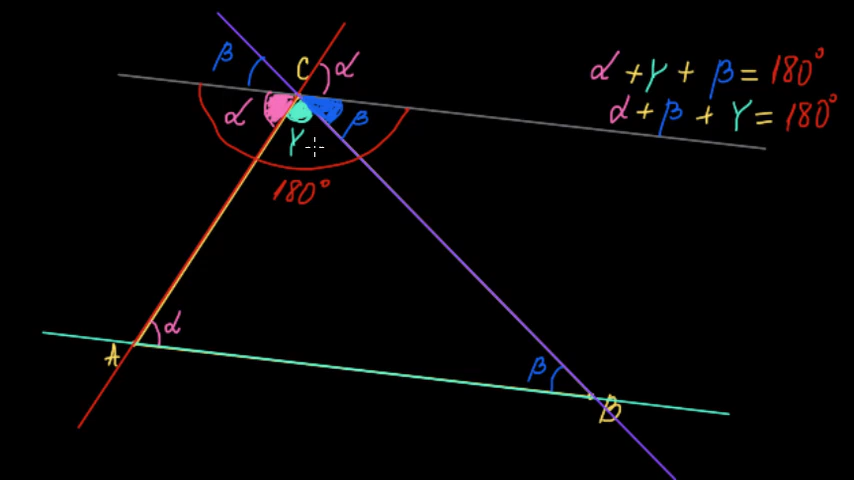 β
C
α
α + γ + β = 180°
α + β + γ = 180°
α
γ
β
180°
α
A
β
B